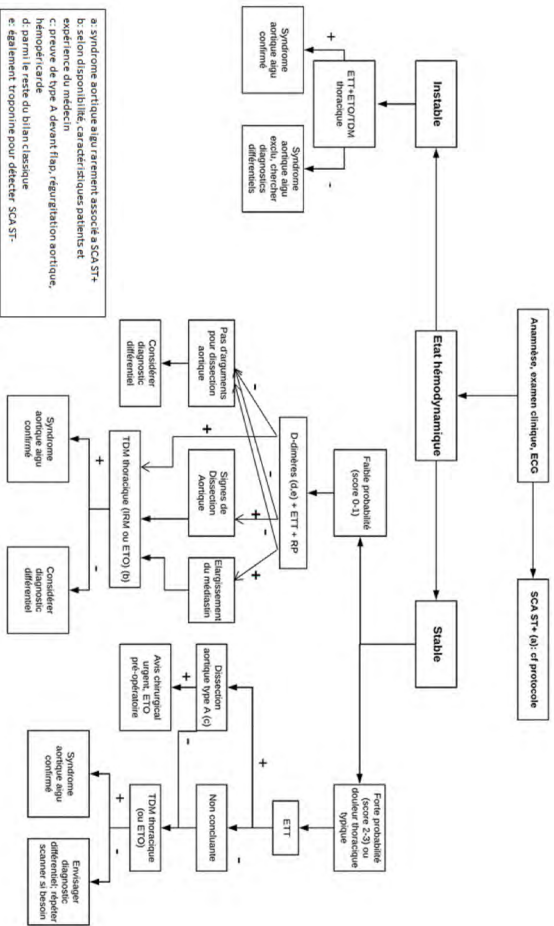 Anamnèse, examen clinique, ECG
SCA ST+ (a): cf protocole
Instable
Etat hémodynamique
Stable
ETT+ETO/TDM
thoracique
+
-
Syndrome
aortique aigu
confirmé
Syndrome
aortique aigu
exclu, chercher
diagnostics
différentiels
Faible probabilité
(score 0-1)
Forte probabilité
(score 2-3) ou
douleur thoracique
typique
D-dimères (d,e) + ETT + RP
-
-
-
+
+
+
Pas d'arguments
pour dissection
aortique
Signes de
Dissection
Aortique
Elargissement
du médiastin
Considérer
diagnostic
différentiel
TDM thoracique (IRM ou ETO) (b)
+
-
Syndrome
aortique aigu
confirmé
Considérer
diagnostic
différentiel
ETT
+
-
Dissection
aortique type A (c)
Non concluante
+
-
Avis chirurgical
urgent, ETO
pré-opératoire
TDM thoracique
(ou ETO)
+
-
Syndrome
aortique aigu
confirmé
Envisager
diagnostic
différentiel; répéter
scanner si besoin
a: syndrome aortique aigu rarement associé a SCA ST+
b: selon disponibilité, caractéristiques patients et
expérience du médecin
c: preuve de type A devant flap, régurgitation aortique,
hémopéricarde
d: parmi le reste du bilan classique
e: également troponine pour détecter SCA ST-